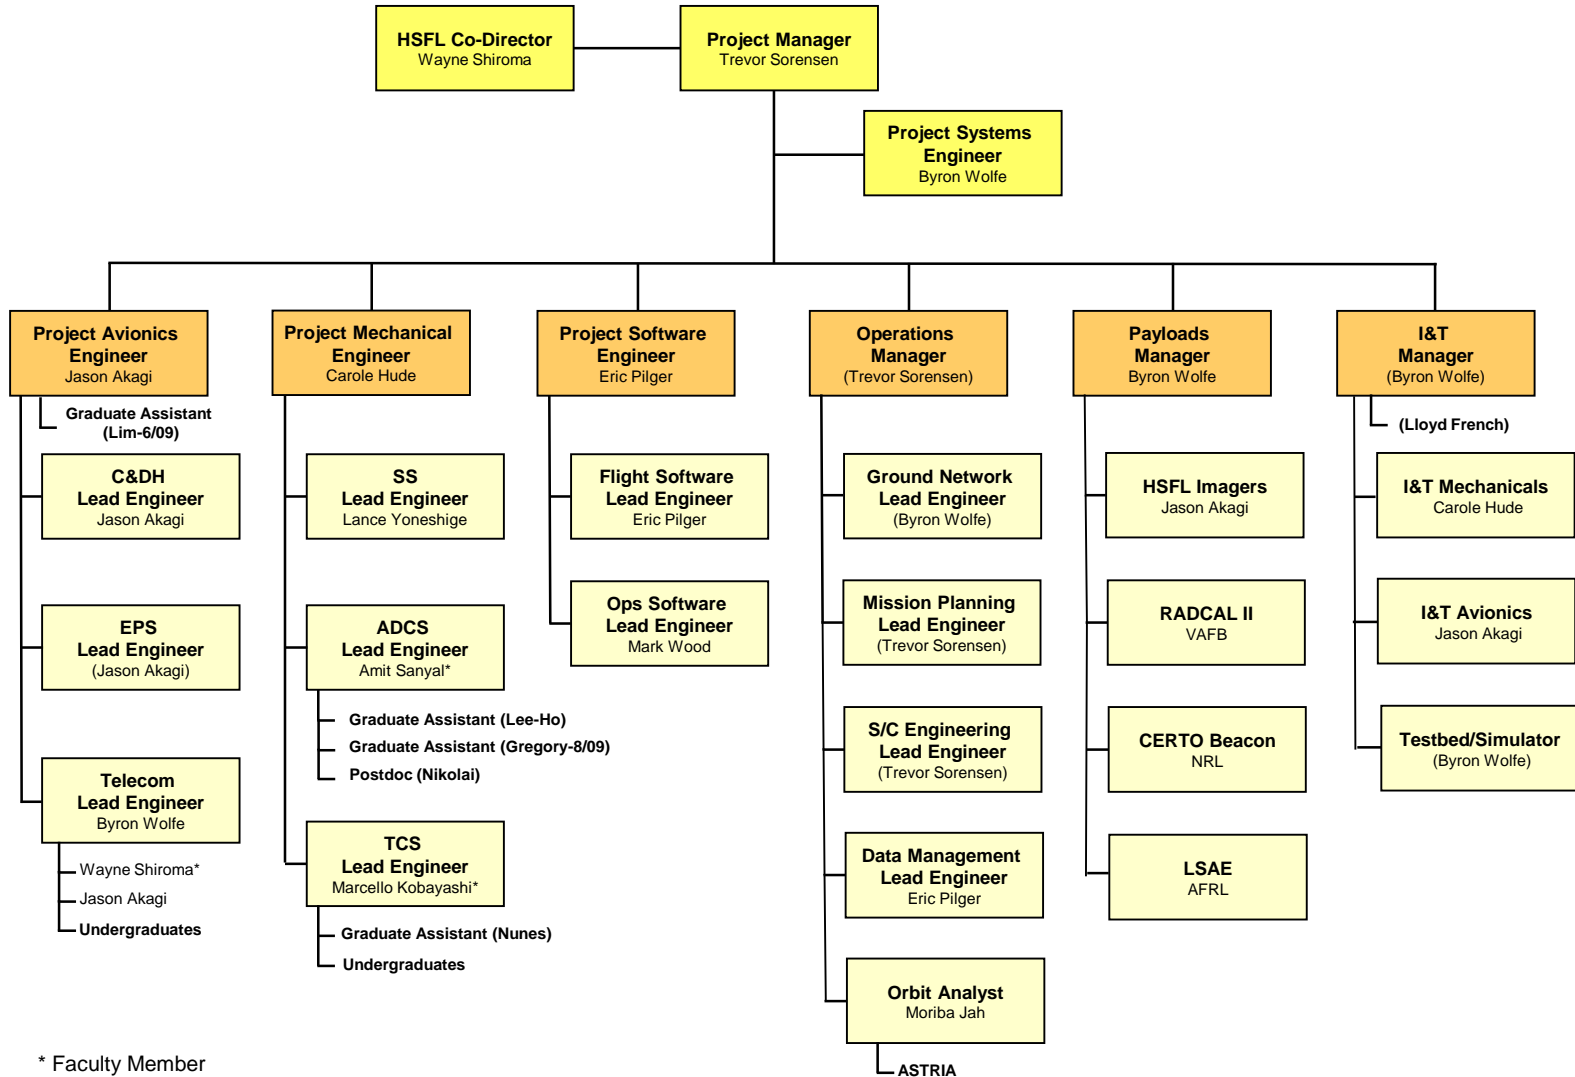 HSFL Co-Director
Wayne Shiroma
Project Manager
Trevor Sorensen
Project Systems
Engineer
Byron Wolfe
Project Avionics
Engineer
Jason Akagi
Graduate Assistant
(Lim-6/09)
C&DH
Lead Engineer
Jason Akagi
EPS
Lead Engineer
(Jason Akagi)
Telecom
Lead Engineer
Byron Wolfe
Wayne Shiroma*
Jason Akagi
Undergraduates
Project Mechanical
Engineer
Carole Hude
SS
Lead Engineer
Lance Yoneshige
ADCS
Lead Engineer
Amit Sanyal*
Graduate Assistant (Lee-Ho)
Graduate Assistant (Gregory-8/09)
Postdoc (Nikolai)
TCS
Lead Engineer
Marcello Kobayashi*
Graduate Assistant (Nunes)
Undergraduates
Project Software
Engineer
Eric Pilger
Flight Software
Lead Engineer
Eric Pilger
Ops Software
Lead Engineer
Mark Wood
Operations
Manager
(Trevor Sorensen)
Ground Network
Lead Engineer
(Byron Wolfe)
Mission Planning
Lead Engineer
(Trevor Sorensen)
S/C Engineering
Lead Engineer
(Trevor Sorensen)
Data Management
Lead Engineer
Eric Pilger
Orbit Analyst
Moriba Jah
ASTRIA
Payloads
Manager
Byron Wolfe
HSFL Imagers
Jason Akagi
RADCAL II
VAFB
CERTO Beacon
NRL
LSAE
AFRL
I&T
Manager
(Byron Wolfe)
(Lloyd French)
I&T Mechanicals
Carole Hude
I&T Avionics
Jason Akagi
Testbed/Simulator
(Byron Wolfe)
* Faculty Member